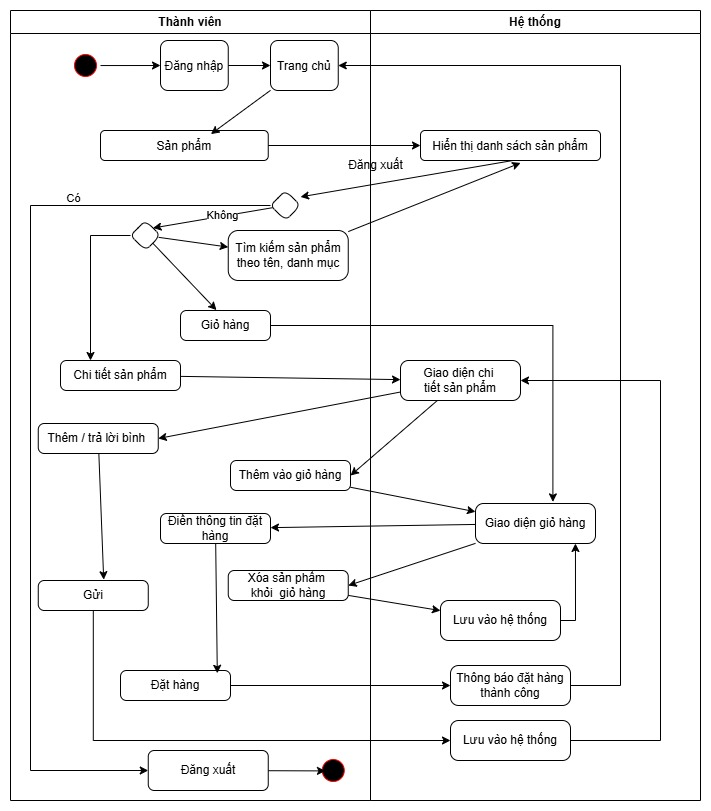 Thành viên
Hệ thống
Đăng nhập
Trang chủ
Sản phẩm
Hiển thị danh sách sản phẩm
Đăng xuất
Có
Không
Tìm kiếm sản phẩm
theo tên, danh mục
Giỏ hàng
Chi tiết sản phẩm
Giao diện chi
tiết sản phẩm
Thêm / trả lời bình
Thêm vào giỏ hàng
Điền thông tin đặt
hàng
Giao diện giỏ hàng
Xóa sản phẩm
khỏi giỏ hàng
Gửi
Lưu vào hệ thống
Đặt hàng
Thông báo đặt hàng
thành công
Lưu vào hệ thống
Đăng xuất